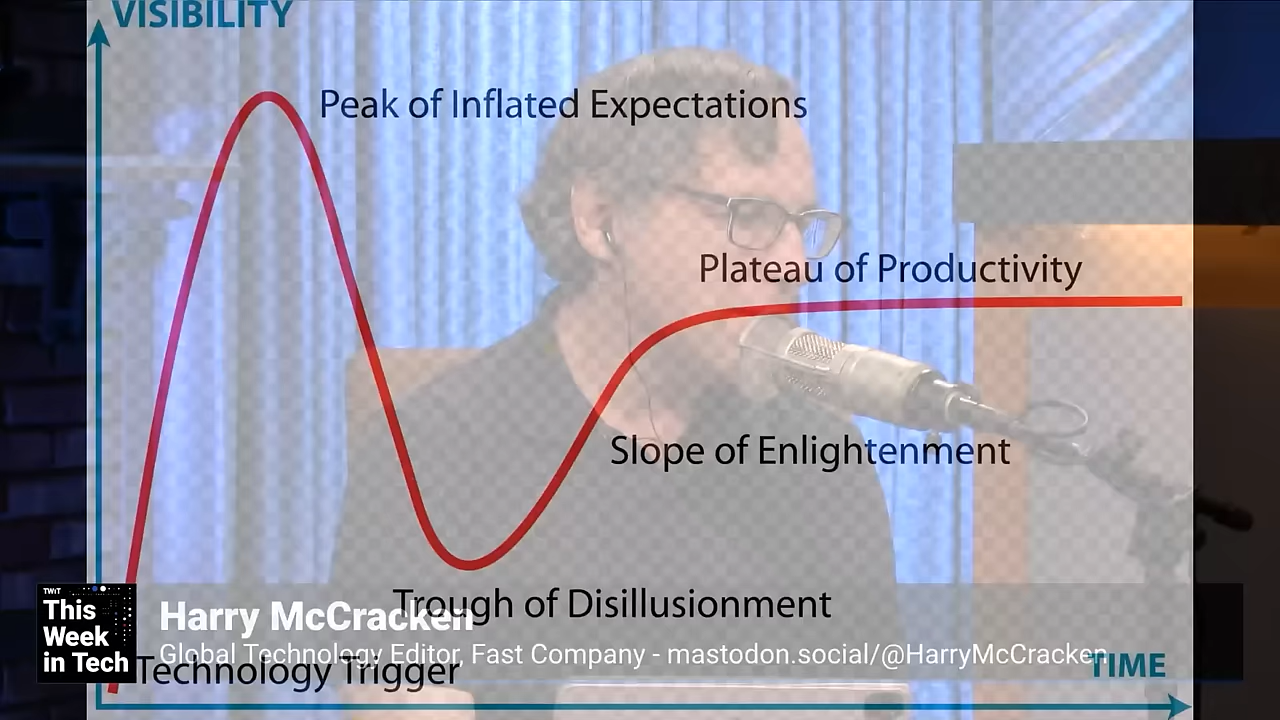 VISIBILITY
Peak of Inflated Expectations
Plateau of Productivity
Slope of Enlightenment
Trough of Disillusionment
Technology Trigger
TIME
TWiT
This
Week
in Tech
Harry McCracken
Global Technology Editor, Fast Company - mastodon.social/@HarryMcCracken